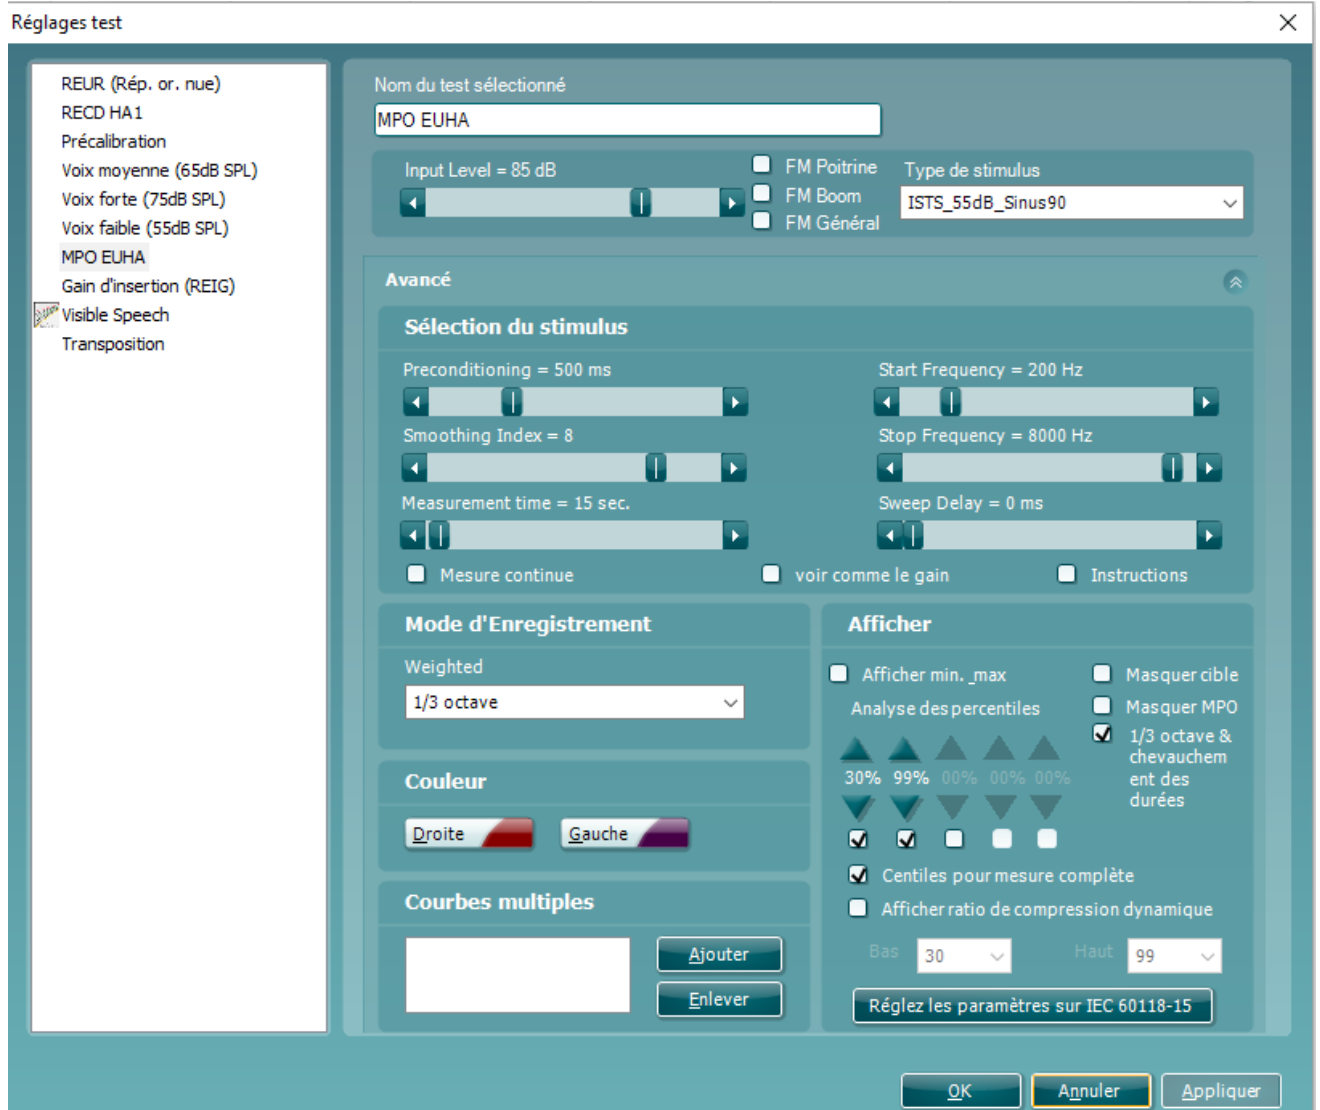 Réglages test
REUR (Rép. or. nue)
RECD HA1
Précalibration
Voix moyenne (65dB SPL)
Voix forte (75dB SPL)
Voix faible (55dB SPL)
MPO EUHA
Gain d'insertion (REIG)
Visible Speech
Transposition
Nom du test sélectionné
MPO EUHA
Input Level = 85 dB
FM Poitrine
FM Boom
FM Général
Type de stimulus
ISTS_55dB_Sinus90
Avancé
Sélection du stimulus
Preconditioning = 500 ms
Start Frequency = 200 Hz
Smoothing Index = 8
Stop Frequency = 8000 Hz
Measurement time = 15 sec.
Sweep Delay = 0 ms
Mesure continue
voir comme le gain
Instructions
Mode d'Enregistrement
Weighted
1/3 octave
Couleur
Droite
Gauche
Courbes multiples
Ajouter
Enlever
Afficher
Afficher min. _max
Masquer cible
Analyse des percentiles
Masquer MPO
1/3 octave &
chevauchem
ent des
durées
30% 99% 00% 00% 00%
Centiles pour mesure complète
Afficher ratio de compression dynamique
Bas 30 Haut 99
Réglez les paramètres sur IEC 60118-15
OK Annuler Appliquer